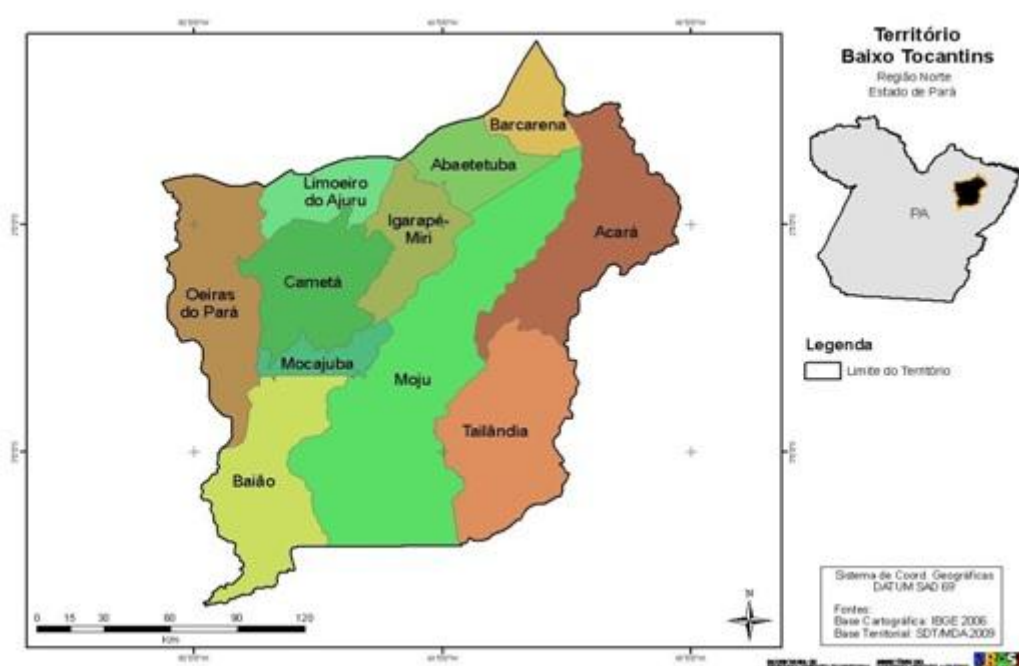 Território
Baixo Tocantins
Região Norte
Estado de Pará
PA
Legenda
Limite do Território
Barcarena
Abaetetuba
Limoeiro
do Ajuru
Igarapé-
Miri
Acará
Cametá
Oeiras
do Pará
Mocajuba
Moju
Tailândia
Baião
0 15 30 60 90 120
Km
N
Sistema de Coord. Geográficas
DATUM SAD 69
Fontes:
Base Cartográfica: IBGE 2006
Base Territorial: SDT/MDA 2009